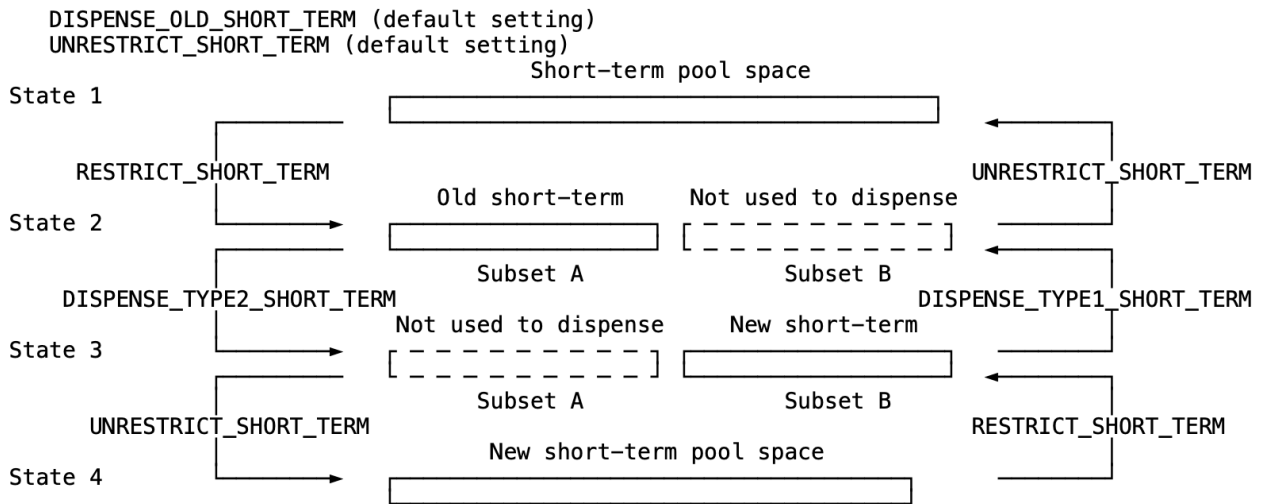 DISPENSE_OLD_SHORT_TERM (default setting)
UNRESTRICT_SHORT_TERM (default setting)
Short-term pool space
State 1
RESTRICT_SHORT_TERM UNRESTRICT_SHORT_TERM
Old short-term Not used to dispense
State 2
Subset A Subset B
DISPENSE_TYPE2_SHORT_TERM DISPENSE_TYPE1_SHORT_TERM
Not used to dispense New short-term
State 3
Subset A Subset B
UNRESTRICT_SHORT_TERM RESTRICT_SHORT_TERM
New short-term pool space
State 4